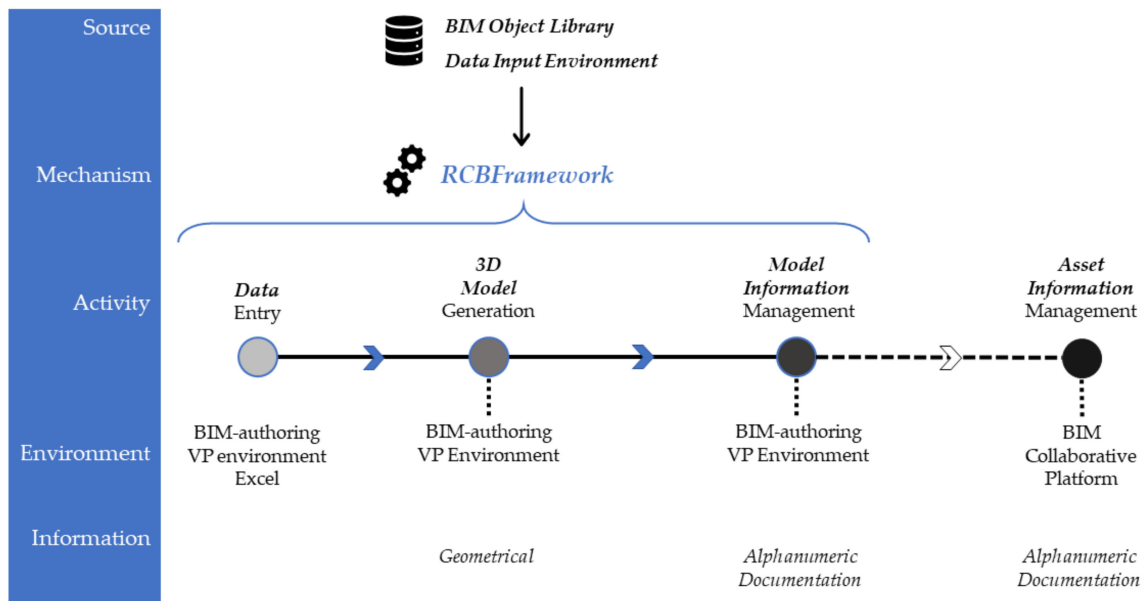 Source
BIM Object Library
Data Input Environment
Mechanism
RCBFramework
Activity
Data
Entry
3D
Model
Generation
Model
Information
Management
Asset
Information
Management
Environment
BIM-authoring
VP environment
Excel
BIM-authoring
VP Environment
BIM-authoring
VP Environment
BIM
Collaborative
Platform
Information
Geometrical
Alphanumeric
Documentation
Alphanumeric
Documentation